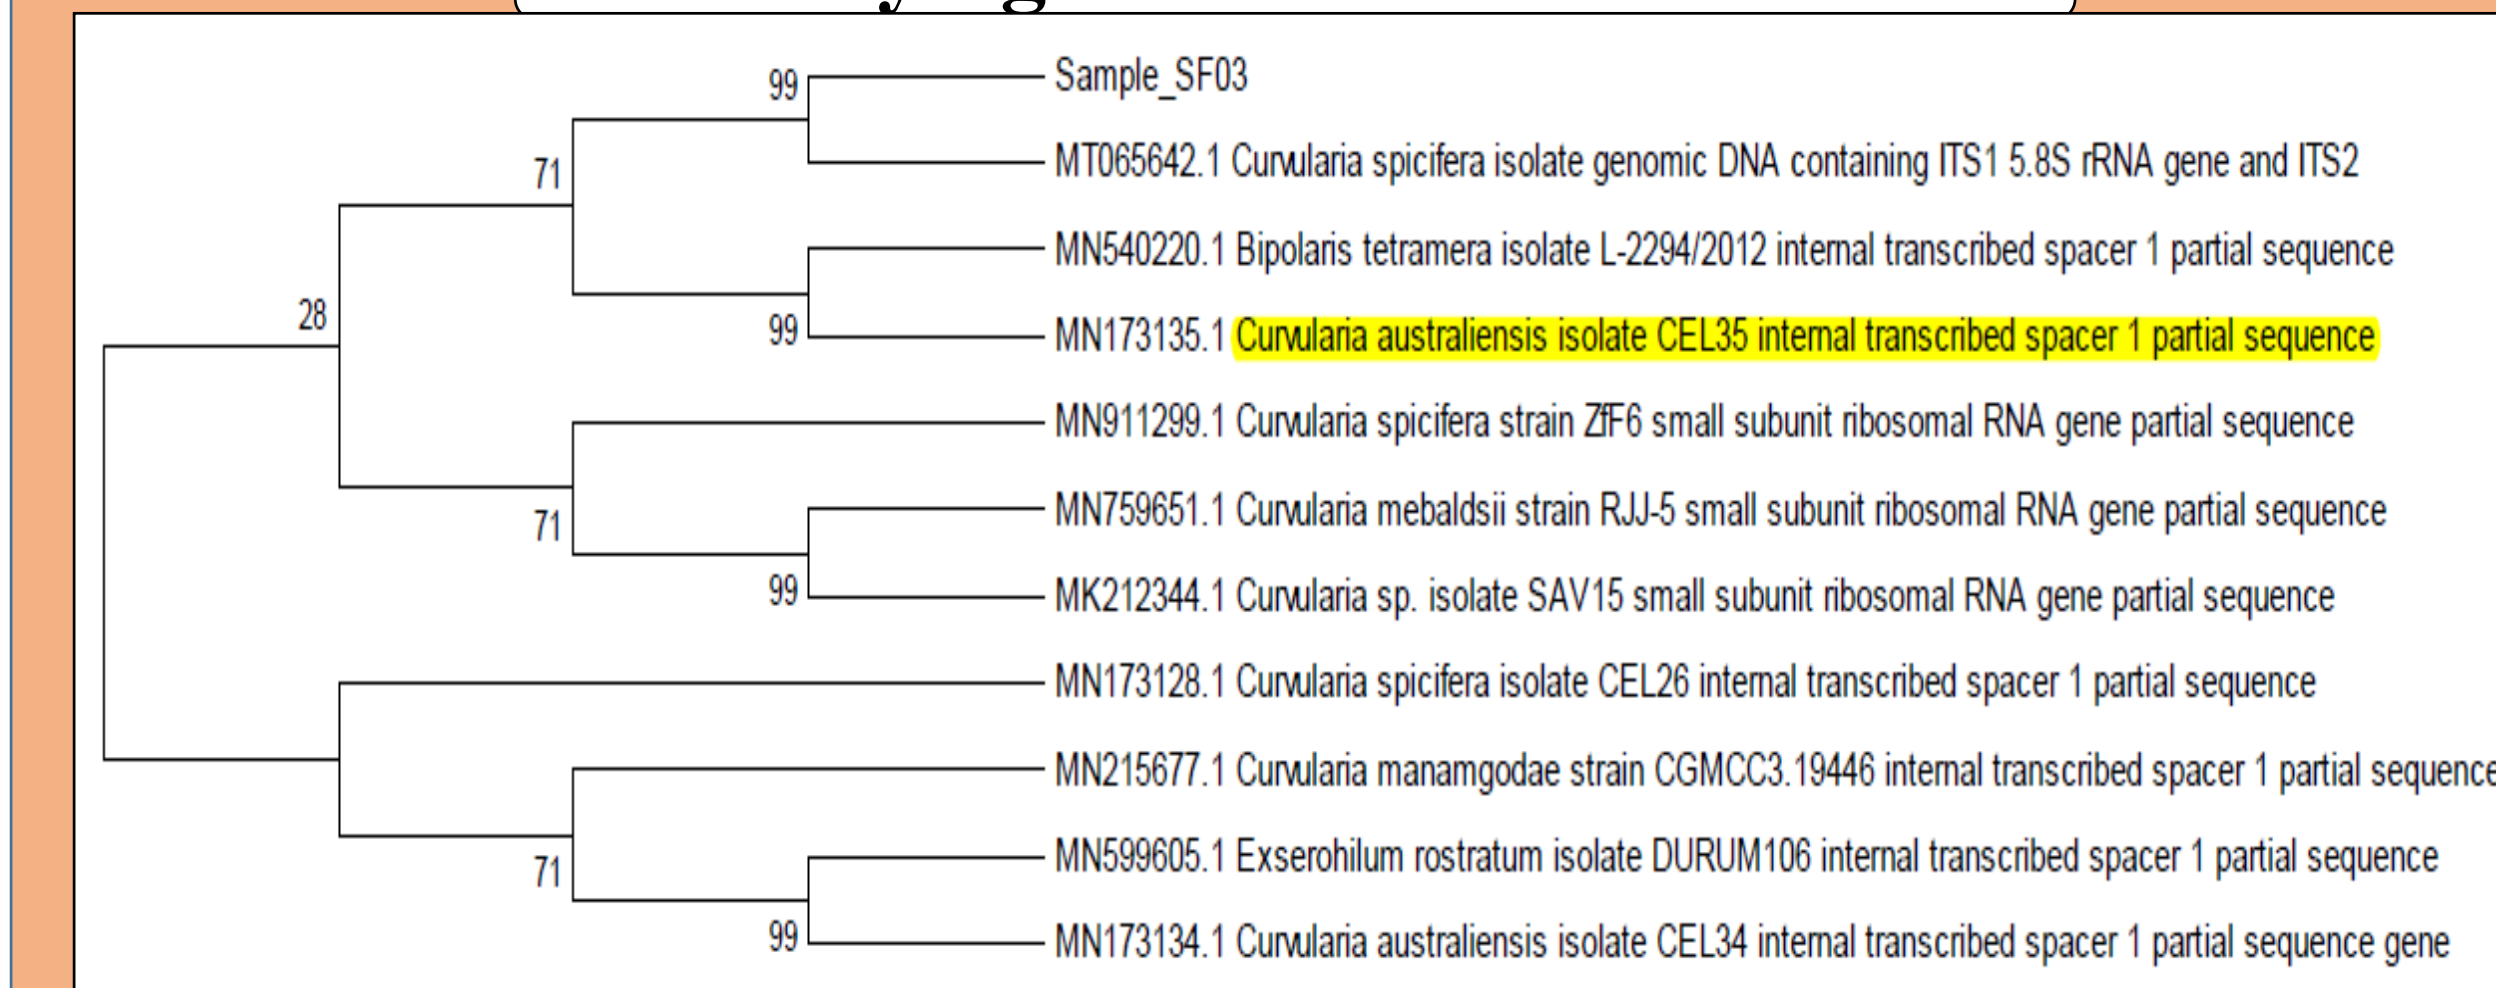 99
Sample_SF03
MT065642.1 Curvularia spicifera isolate genomic DNA containing ITS1 5.8S rRNA gene and ITS2
71
MN540220.1 Bipolaris tetramera isolate L-2294/2012 internal transcribed spacer 1 partial sequence
28
99
MN173135.1 Curvularia australiensis isolate CEL35 internal transcribed spacer 1 partial sequence
MN911299.1 Curvularia spicifera strain ZfF6 small subunit ribosomal RNA gene partial sequence
71
MN759651.1 Curvularia mebaldsii strain RJJ-5 small subunit ribosomal RNA gene partial sequence
99
MK212344.1 Curvularia sp. isolate SAV15 small subunit ribosomal RNA gene partial sequence
MN173128.1 Curvularia spicifera isolate CEL26 internal transcribed spacer 1 partial sequence
MN215677.1 Curvularia manamgodae strain CGMCC3.19446 internal transcribed spacer 1 partial sequence
71
MN599605.1 Exserohilum rostratum isolate DURUM106 internal transcribed spacer 1 partial sequence
99
MN173134.1 Curvularia australiensis isolate CEL34 internal transcribed spacer 1 partial sequence gene